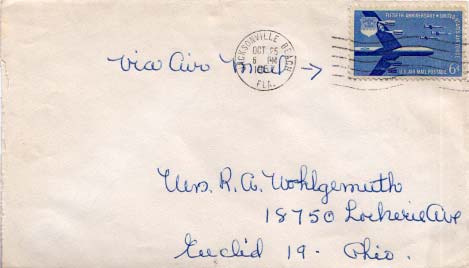 FIFTIETH ANNIVERSARY • UNITED STATES AIR FORCE
U.S. AIR MAIL POSTAGE 6¢
JACKSONVILLE BEACH
OCT 25
PM
FLA.
Via Air Mail →
Mrs. R. A. Wohlgemuth
18750 Lockerie Ave
Euclid 19 - Ohio.